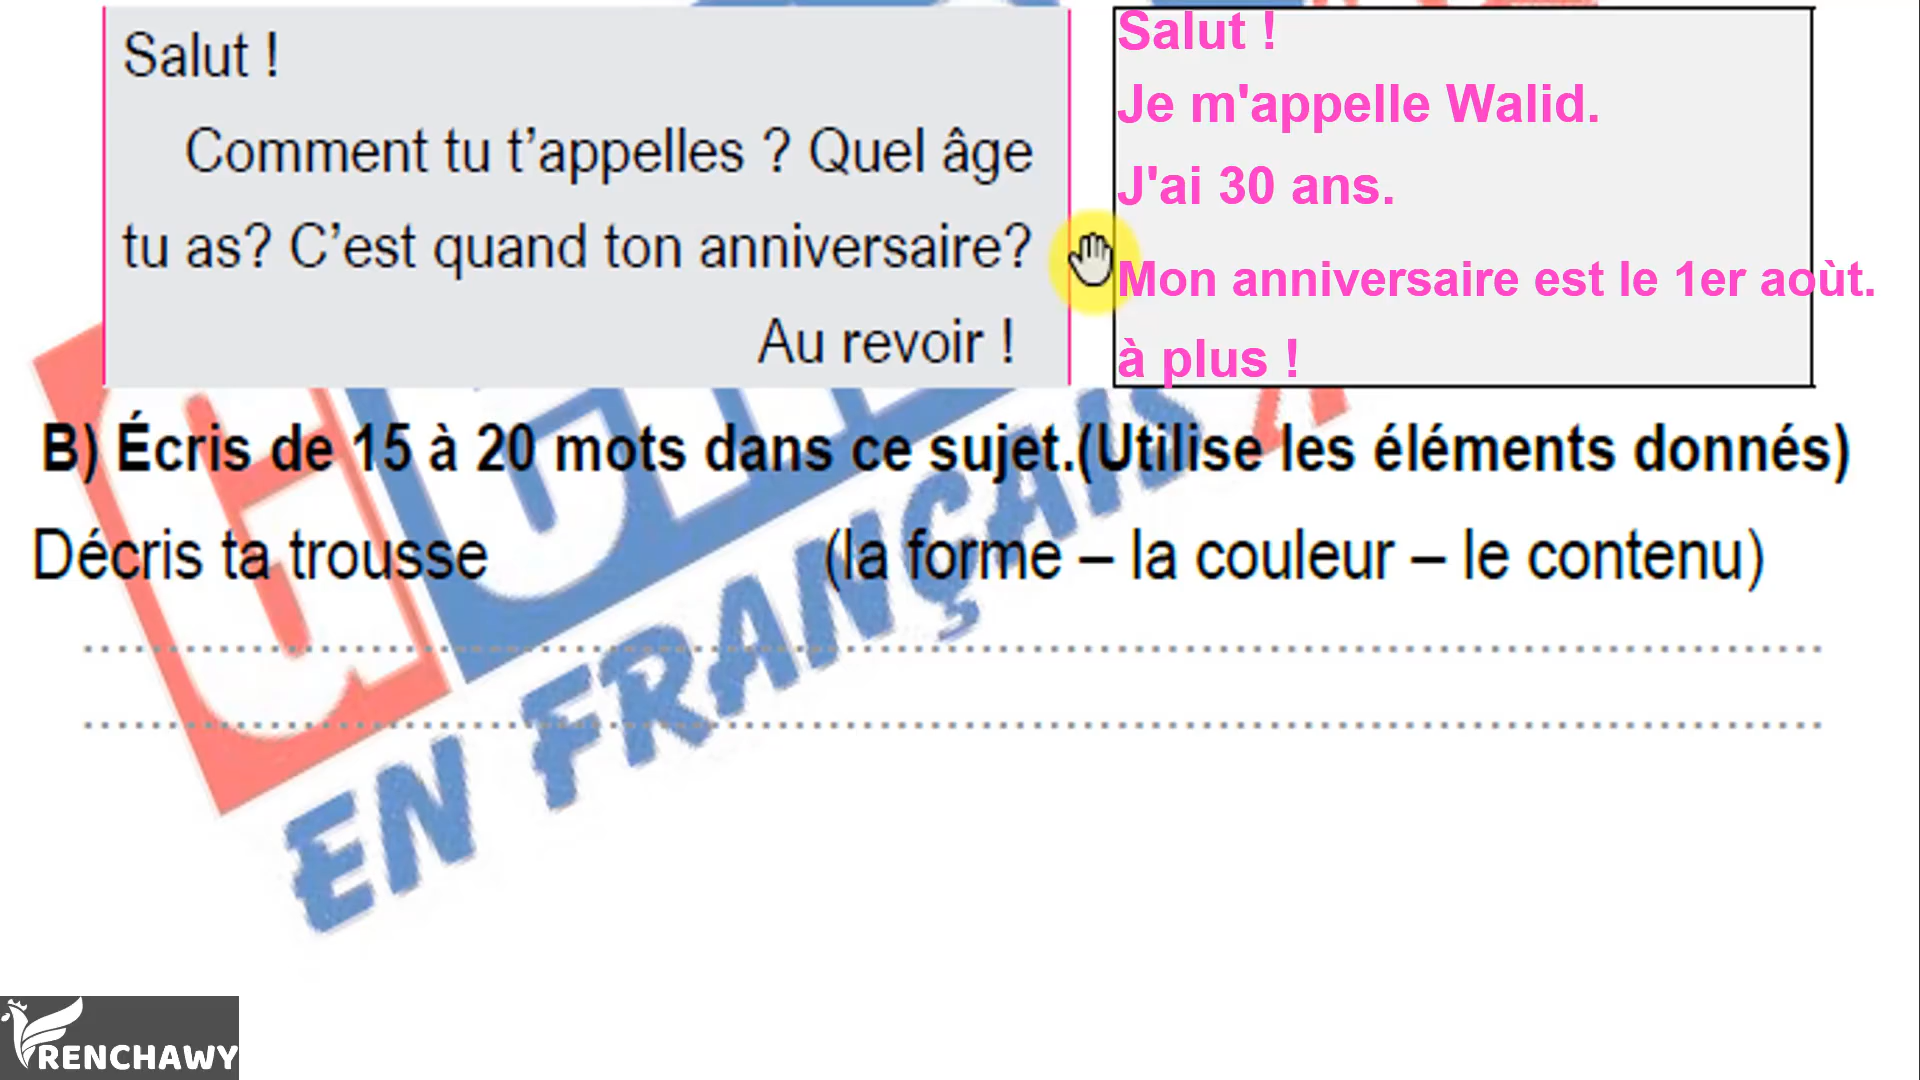 Salut !
Comment tu t’appelles ? Quel âge
tu as? C’est quand ton anniversaire?
Au revoir !
Salut !
Je m'appelle Walid.
J'ai 30 ans.
Mon anniversaire est le 1er aoùt.
à plus !
B) Écris de 15 à 20 mots dans ce sujet.(Utilise les éléments donnés)
Décris ta trousse (la forme – la couleur – le contenu)
EN FRANÇAIS
RENCHAWY